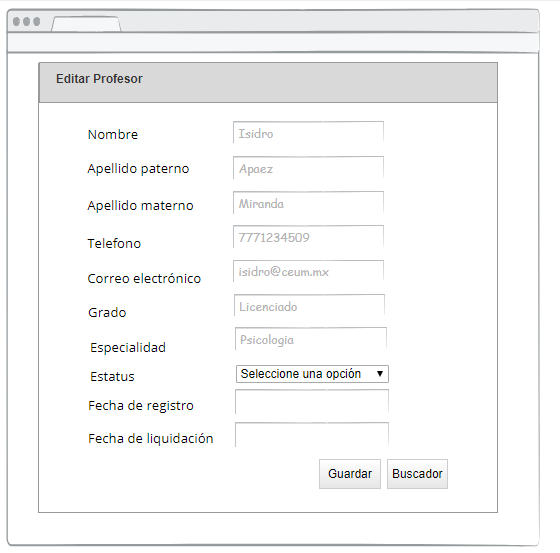 Editar Profesor
Nombre Isidro
Apellido paterno Apaez
Apellido materno Miranda
Telefono 7771234509
Correo electrónico isidro@ceum.mx
Grado Licenciado
Especialidad Psicologia
Estatus Seleccione una opción
Fecha de registro
Fecha de liquidación
Guardar Buscador